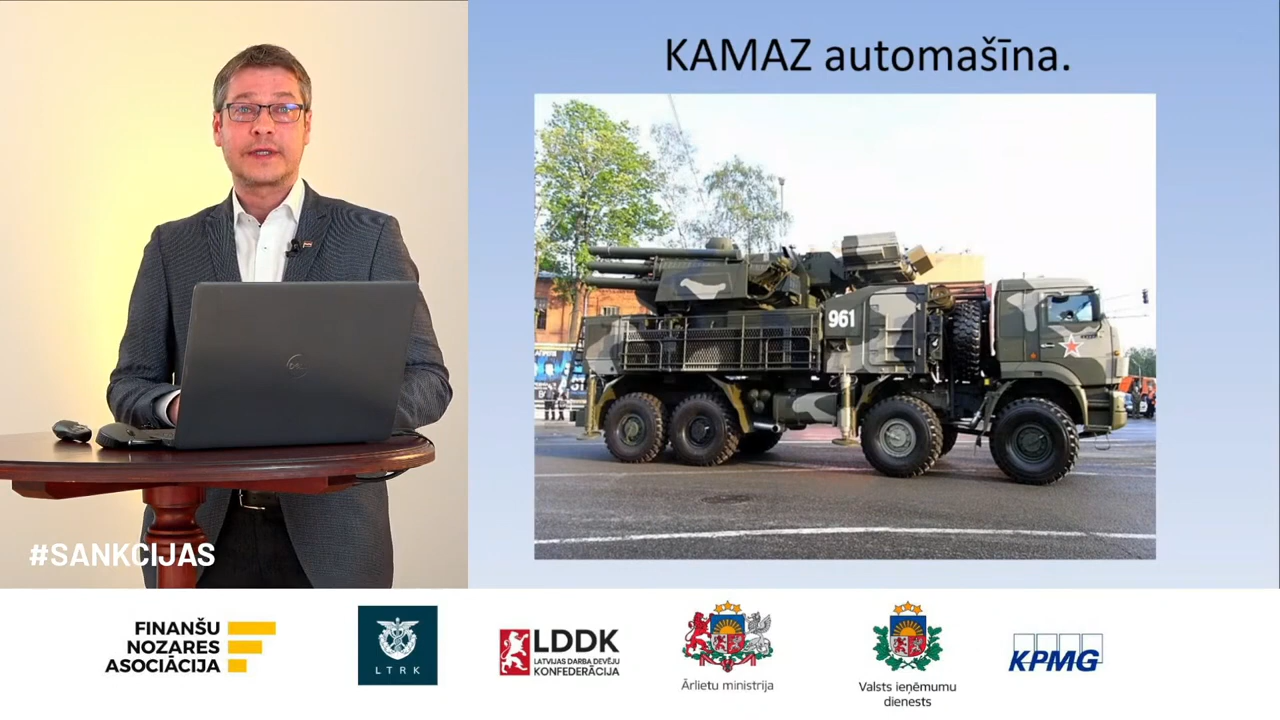 KAMAZ automašīna.
961
#SANKCIJAS
FINANŠU
NOZARES
ASOCIĀCIJA
LTRK
LDDK
LATVIJAS DARBA DEVĒJU
KONFEDERĀCIJA
Ārlietu ministrija
Valsts ieņēmumu
dienests
KPMG